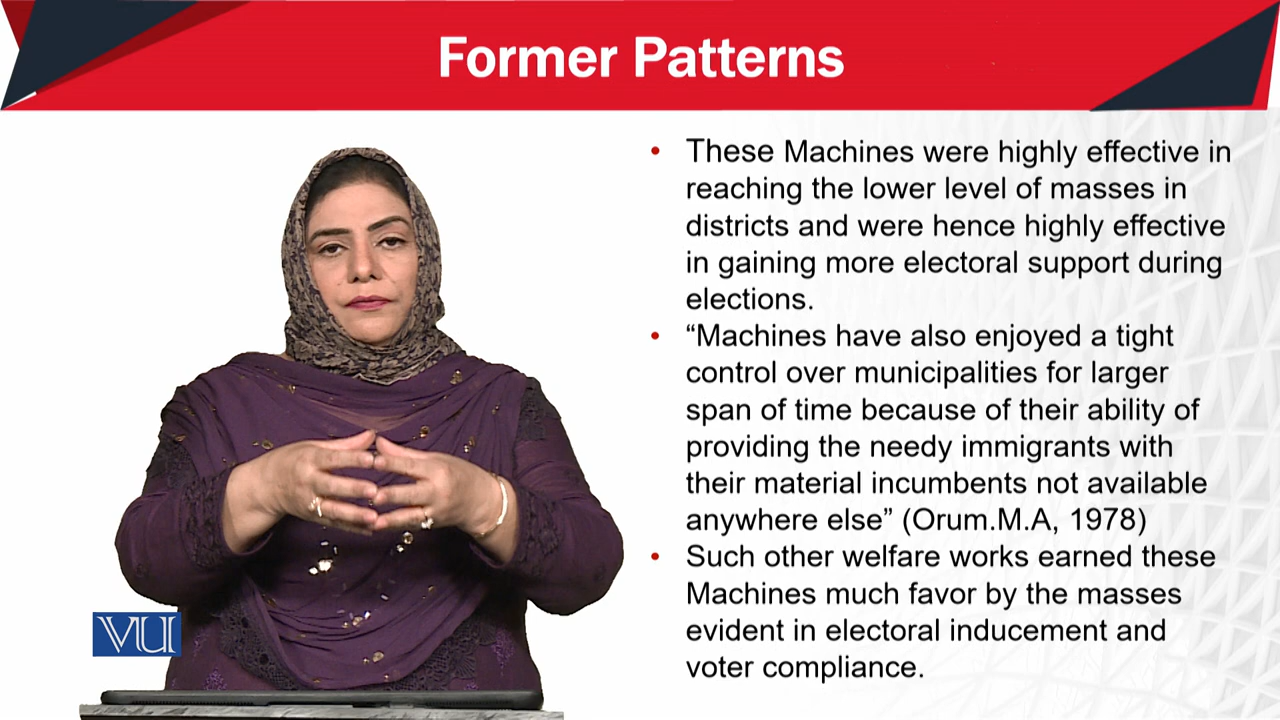 Former Patterns
• These Machines were highly effective in
reaching the lower level of masses in
districts and were hence highly effective
in gaining more electoral support during
elections.
• “Machines have also enjoyed a tight
control over municipalities for larger
span of time because of their ability of
providing the needy immigrants with
their material incumbents not available
anywhere else” (Orum.M.A, 1978)
• Such other welfare works earned these
Machines much favor by the masses
evident in electoral inducement and
voter compliance.
VU